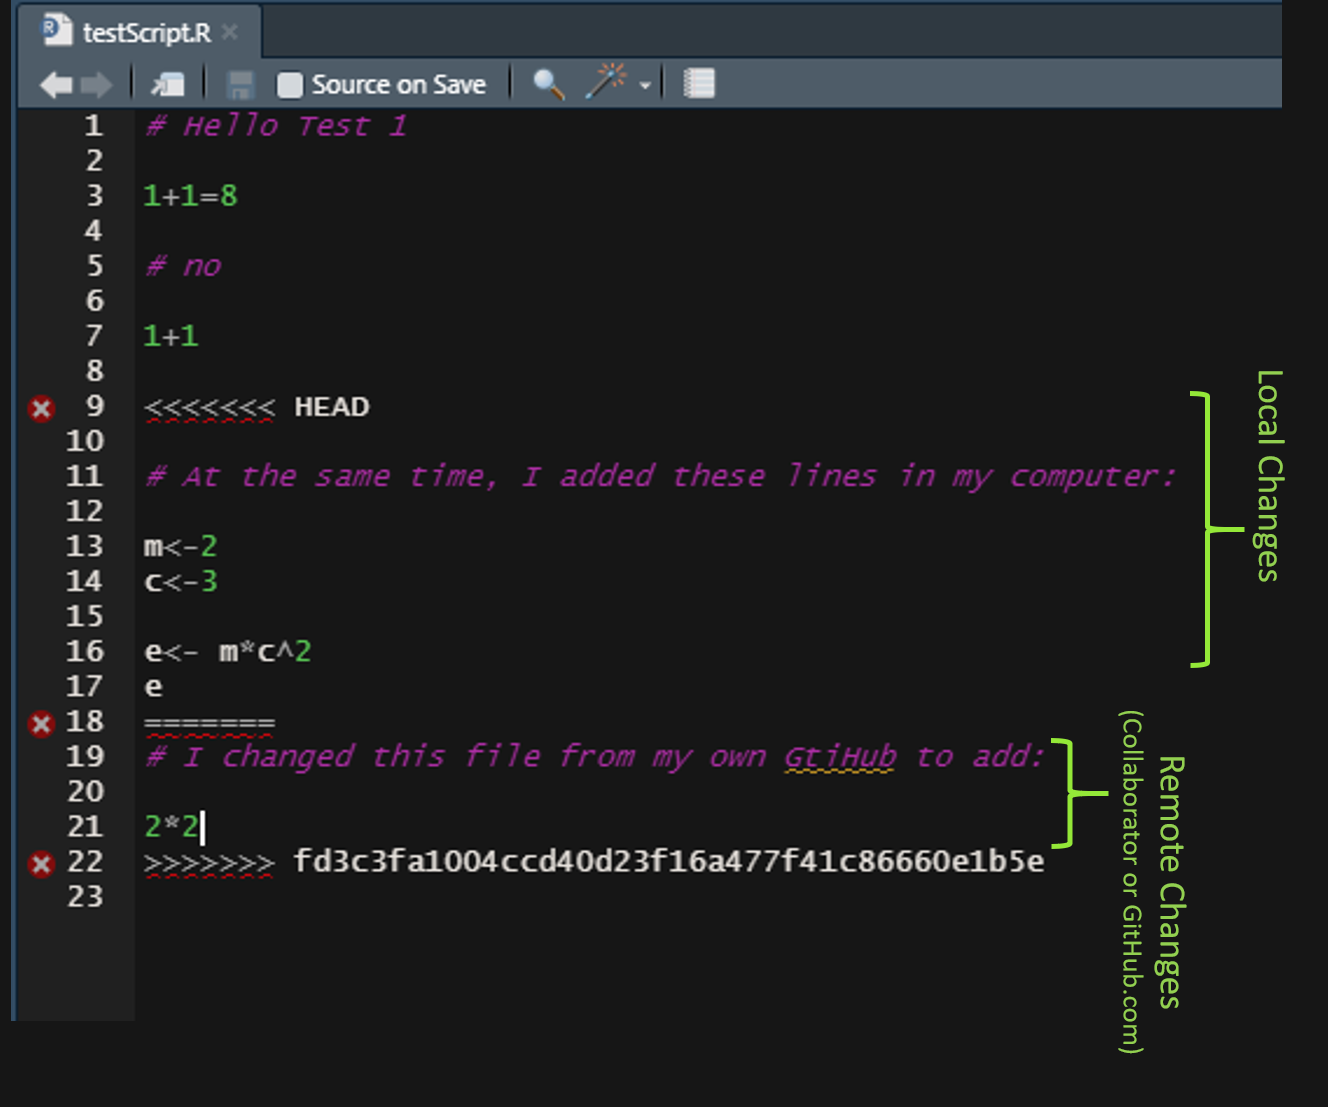 testScript.R
Source on Save
1 # Hello Test 1
2
3 1+1=8
4
5 # no
6
7 1+1
8
9 <<<<<<< HEAD
10
11 # At the same time, I added these lines in my computer:
12
13 m<-2
14 c<-3
15
16 e<- m*c^2
17 e
18 =======
19 # I changed this file from my own GtiHub to add:
20
21 2*2
22 >>>>>>> fd3c3fa1004ccd40d23f16a477f41c86660e1b5e
23
Local Changes
Remote Changes
(Collaborator or GitHub.com)